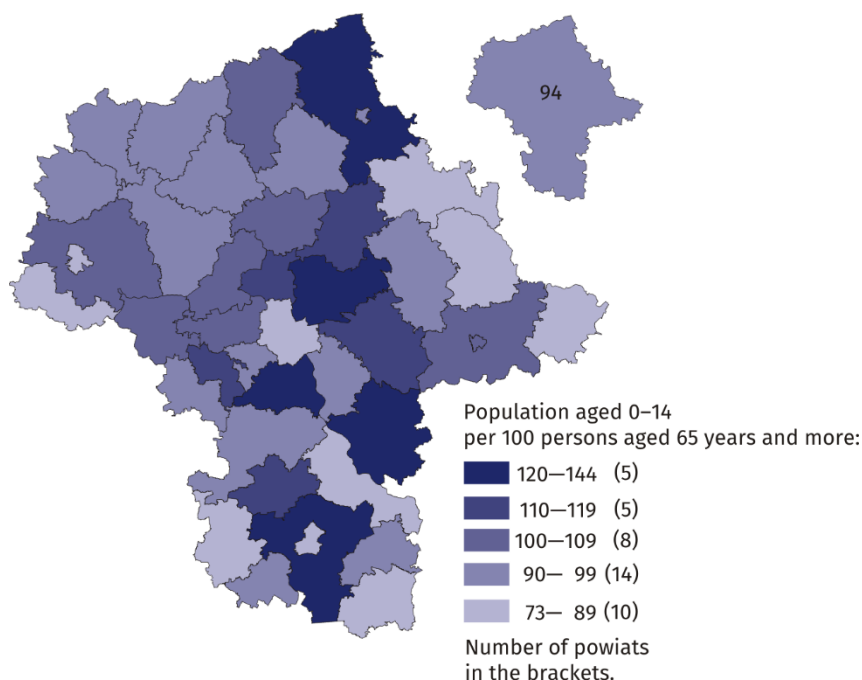 94
Population aged 0–14
per 100 persons aged 65 years and more:
120—144 (5)
110—119 (5)
100—109 (8)
90— 99 (14)
73— 89 (10)
Number of powiats
in the brackets.